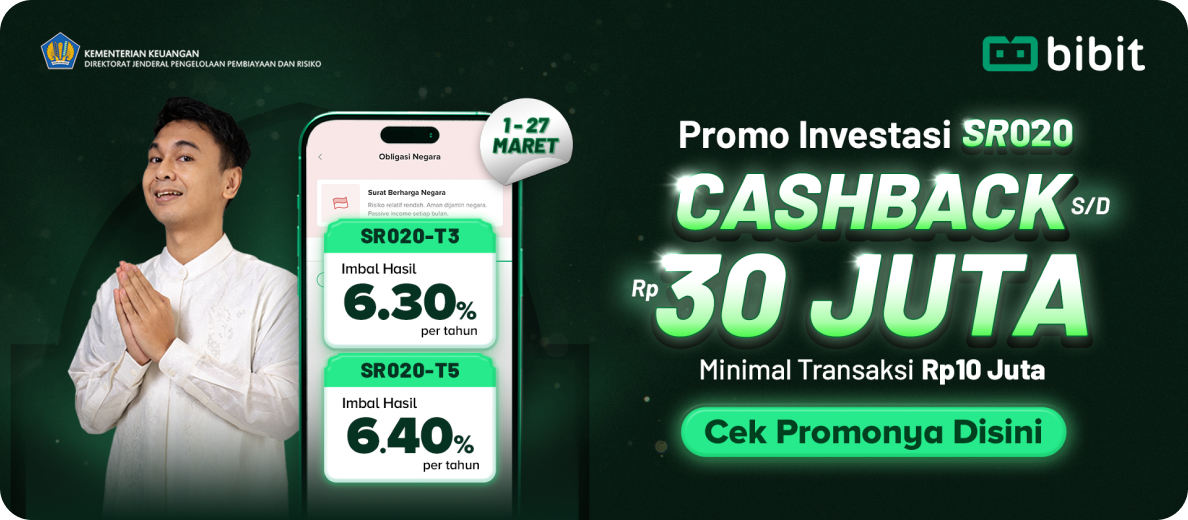 KEMENTERIAN KEUANGAN
DIREKTORAT JENDERAL PENGELOLAAN PEMBIAYAAN DAN RISIKO
bibit
1 - 27
MARET
Obligasi Negara
Surat Berharga Negara
Risiko relatif rendah. Aman dijamin negara.
Passive income setiap bulan.
SR020-T3
Imbal Hasil
6.30%
per tahun
SR020-T5
Imbal Hasil
6.40%
per tahun
Promo Investasi SR020
CASHBACK S/D
Rp 30 JUTA
Minimal Transaksi Rp10 Juta
Cek Promonya Disini